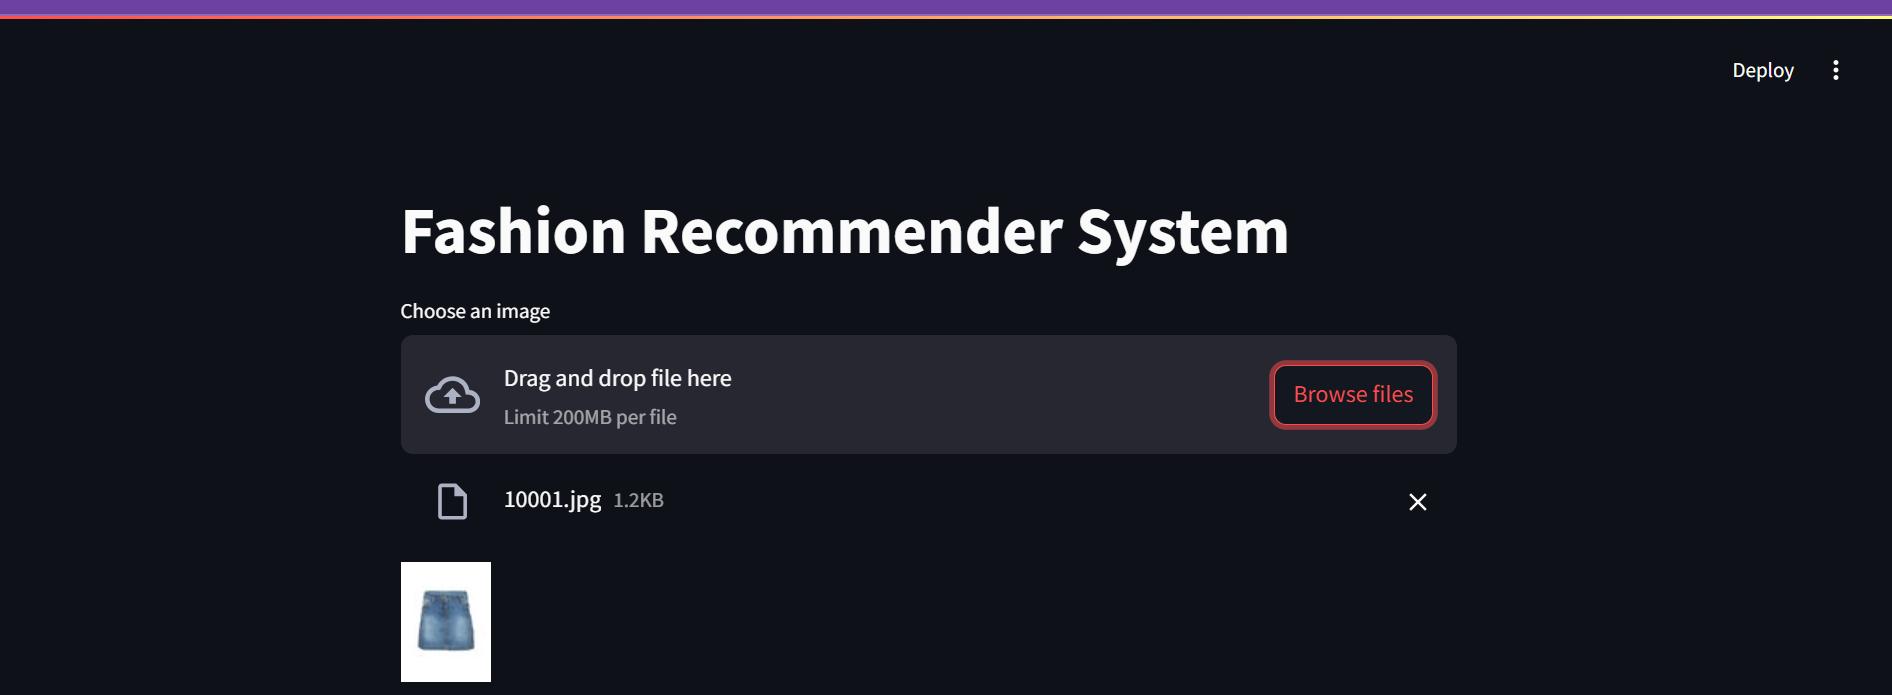 Deploy
Fashion Recommender System
Choose an image
Drag and drop file here
Limit 200MB per file
Browse files
10001.jpg 1.2KB